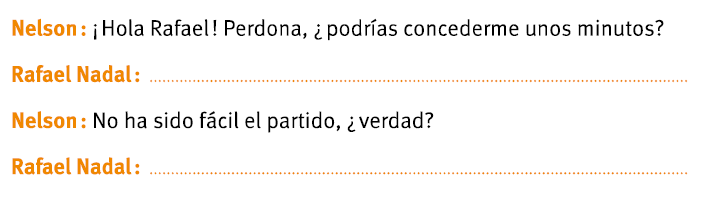 Nelson : ¡ Hola Rafael ! Perdona, ¿ podrías concederme unos minutos?
Rafael Nadal : ........................................................................................................................
Nelson : No ha sido fácil el partido, ¿ verdad?
Rafael Nadal : ........................................................................................................................